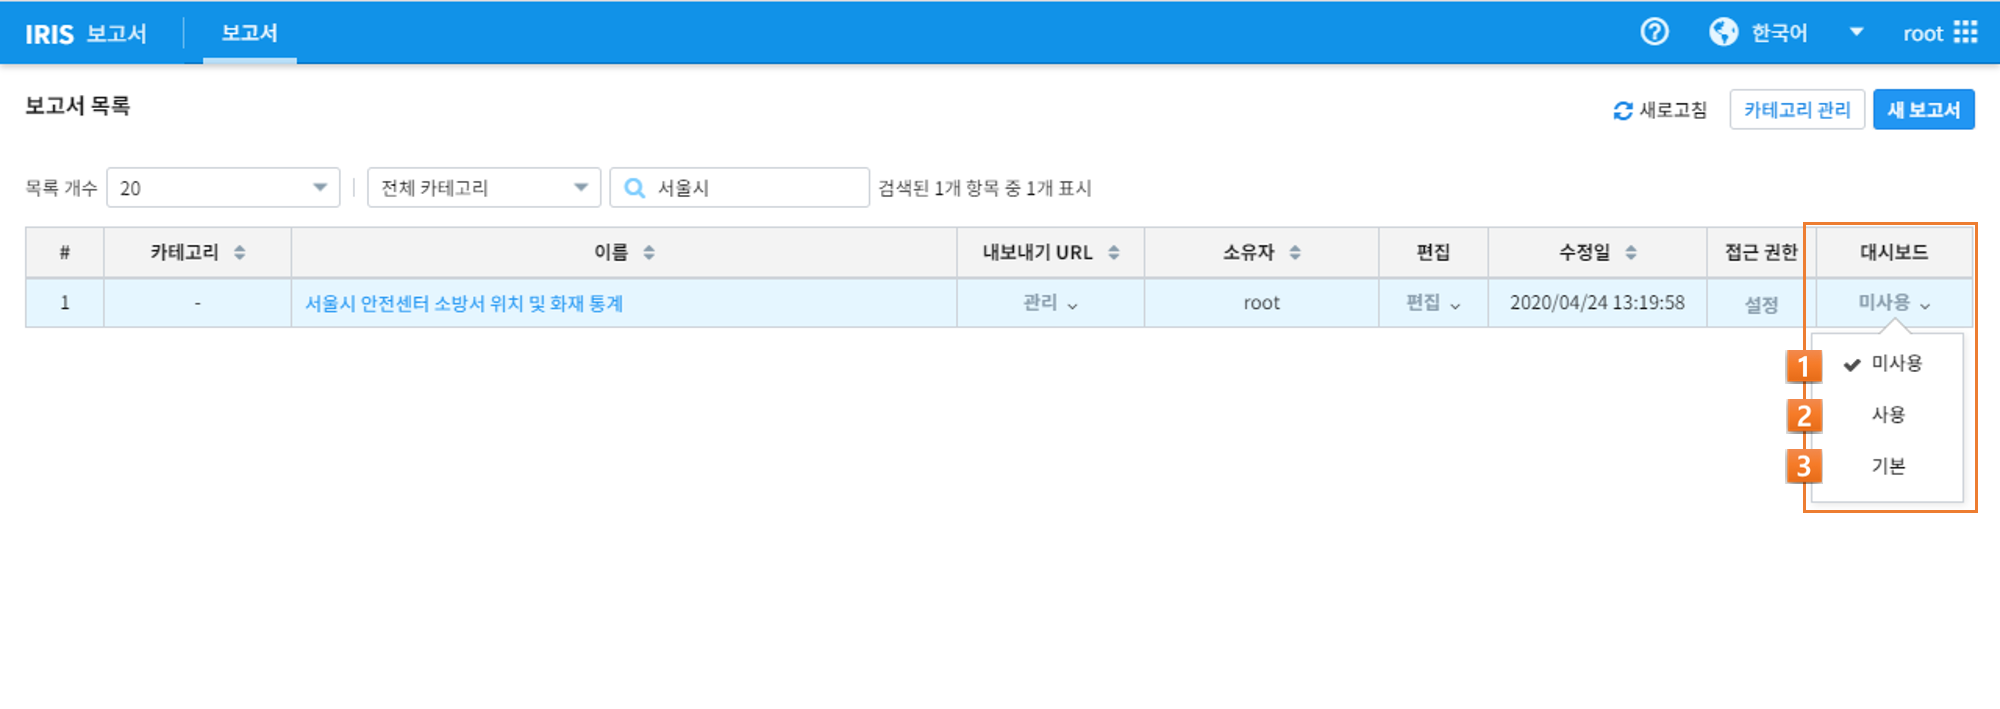 IRIS 보고서 보고서 한국어 root
보고서 목록 새로고침 카테고리 관리 새 보고서
목록 개수 20 전체 카테고리 서울시 검색된 1개 항목 중 1개 표시
# 카테고리 이름 내보내기 URL 소유자 편집 수정일 접근 권한 대시보드
1 - 서울시 안전센터 소방서 위치 및 화재 통계 관리 root 편집 2020/04/24 13:19:58 설정 미사용
1 미사용
2 사용
3 기본